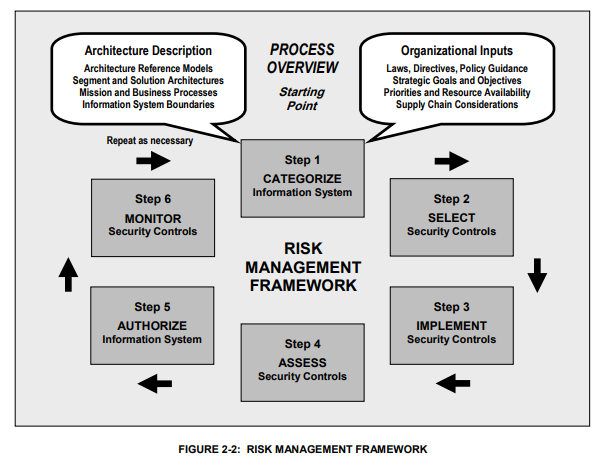 Architecture Description
Architecture Reference Models
Segment and Solution Architectures
Mission and Business Processes
Information System Boundaries
PROCESS
OVERVIEW
Starting
Point
Organizational Inputs
Laws, Directives, Policy Guidance
Strategic Goals and Objectives
Priorities and Resource Availability
Supply Chain Considerations
Repeat as necessary
Step 1
CATEGORIZE
Information System
Step 2
SELECT
Security Controls
Step 3
IMPLEMENT
Security Controls
Step 4
ASSESS
Security Controls
Step 5
AUTHORIZE
Information System
Step 6
MONITOR
Security Controls
RISK
MANAGEMENT
FRAMEWORK
FIGURE 2-2: RISK MANAGEMENT FRAMEWORK